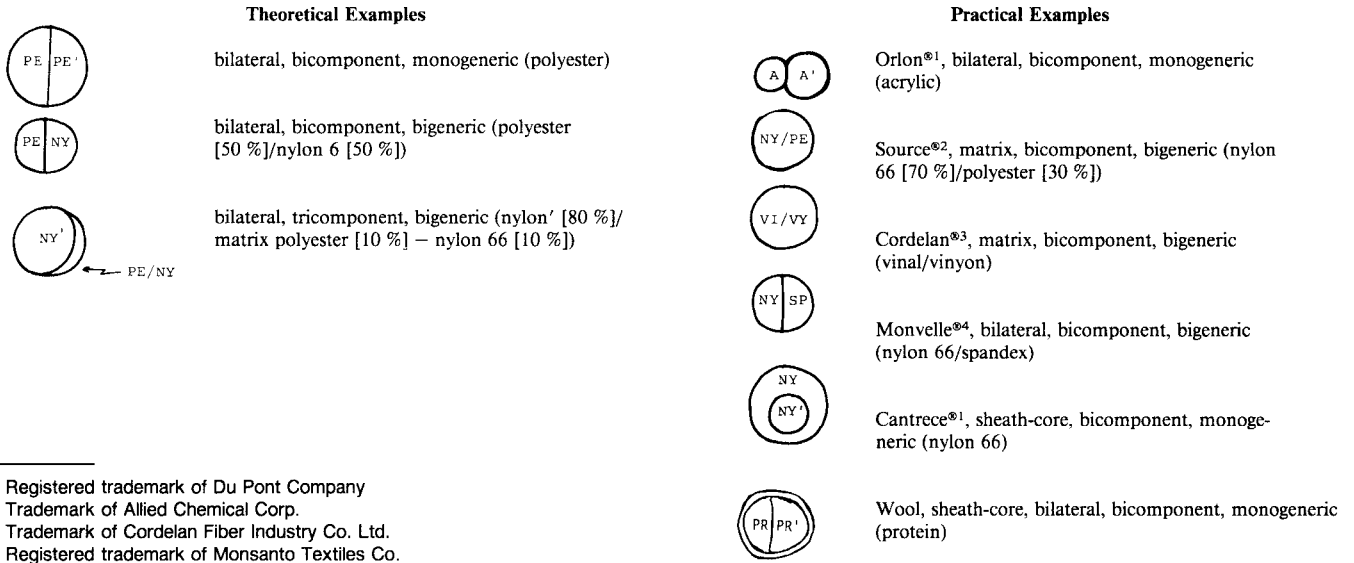 Theoretical Examples
PE PE'
bilateral, bicomponent, monogeneric (polyester)
PE NY
bilateral, bicomponent, bigeneric (polyester
[50 %]/nylon 6 [50 %])
NY'
PE/NY
bilateral, tricomponent, bigeneric (nylon′ [80 %]/
matrix polyester [10 %] − nylon 66 [10 %])
Practical Examples
A A'
Orlon®1, bilateral, bicomponent, monogeneric
(acrylic)
NY/PE
Source®2, matrix, bicomponent, bigeneric (nylon
66 [70 %]/polyester [30 %])
VI/VY
Cordelan®3, matrix, bicomponent, bigeneric
(vinal/vinyon)
NY SP
Monvelle®4, bilateral, bicomponent, bigeneric
(nylon 66/spandex)
NY
NY'
Cantrece®1, sheath-core, bicomponent, monoge-
neric (nylon 66)
PR PR'
Wool, sheath-core, bilateral, bicomponent, monogeneric
(protein)
Registered trademark of Du Pont Company
Trademark of Allied Chemical Corp.
Trademark of Cordelan Fiber Industry Co. Ltd.
Registered trademark of Monsanto Textiles Co.